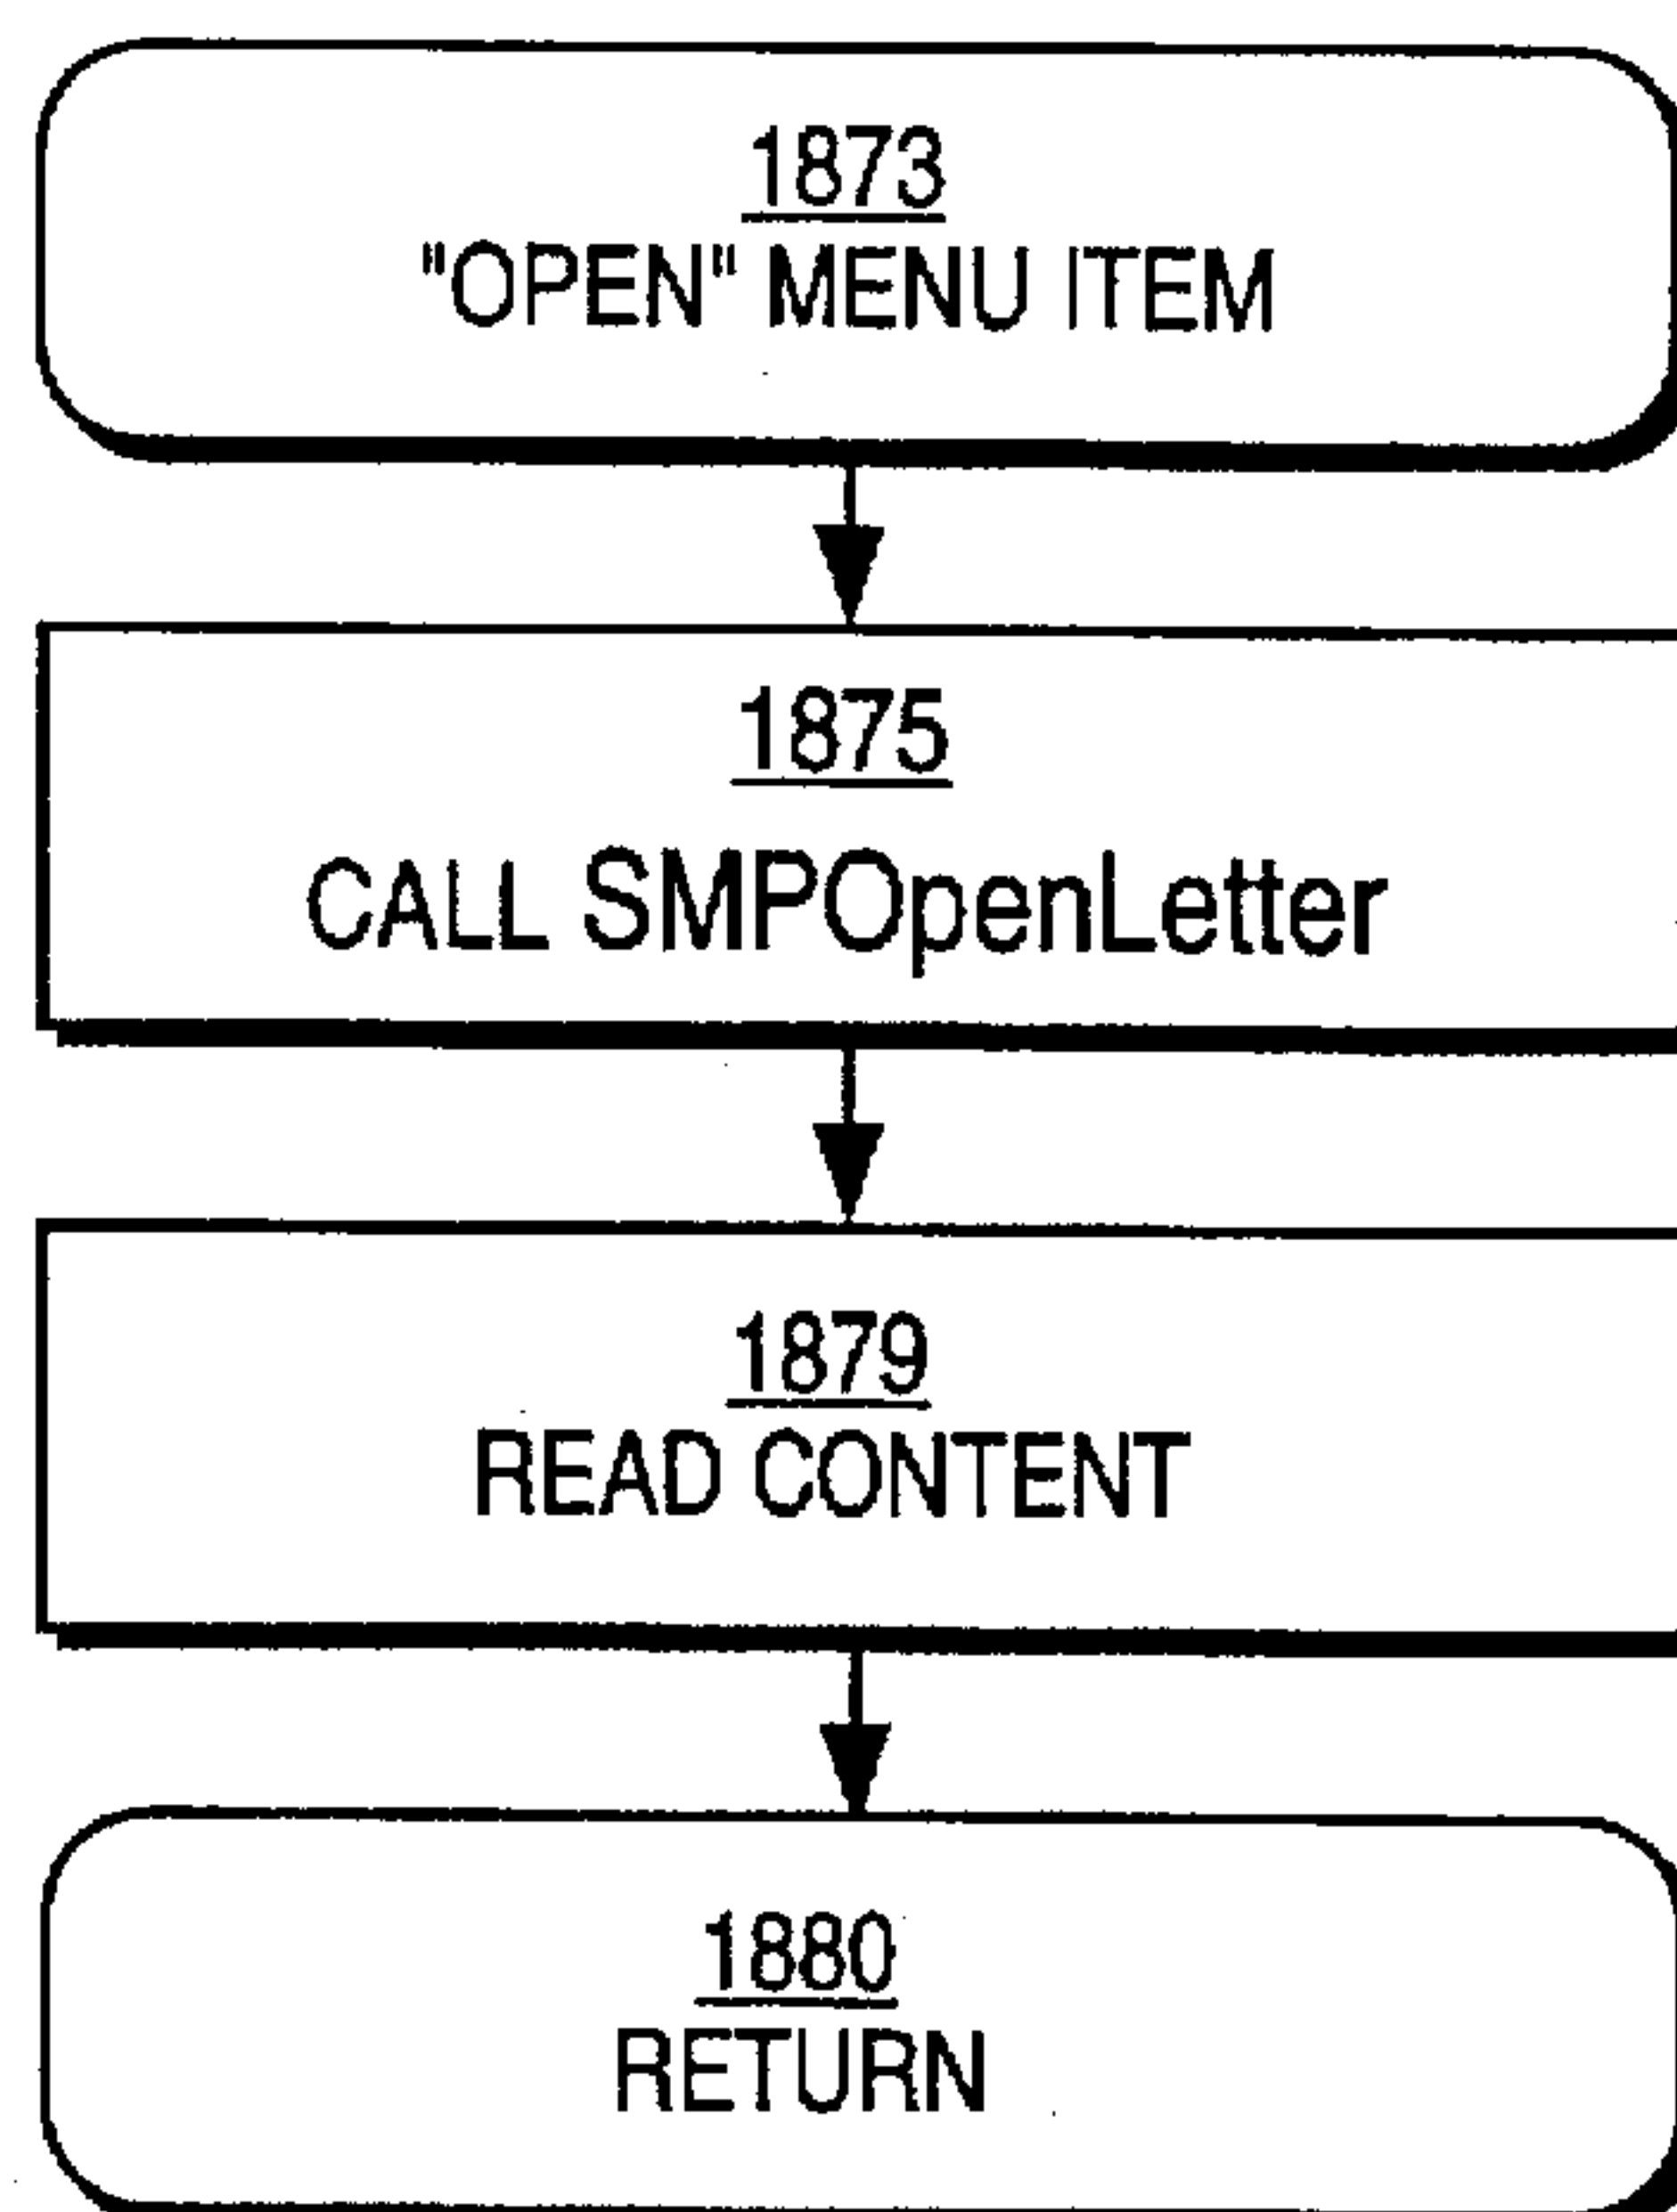 1873
"OPEN" MENU ITEM
1875
CALL SMPOpenLetter
1879
READ CONTENT
1880
RETURN